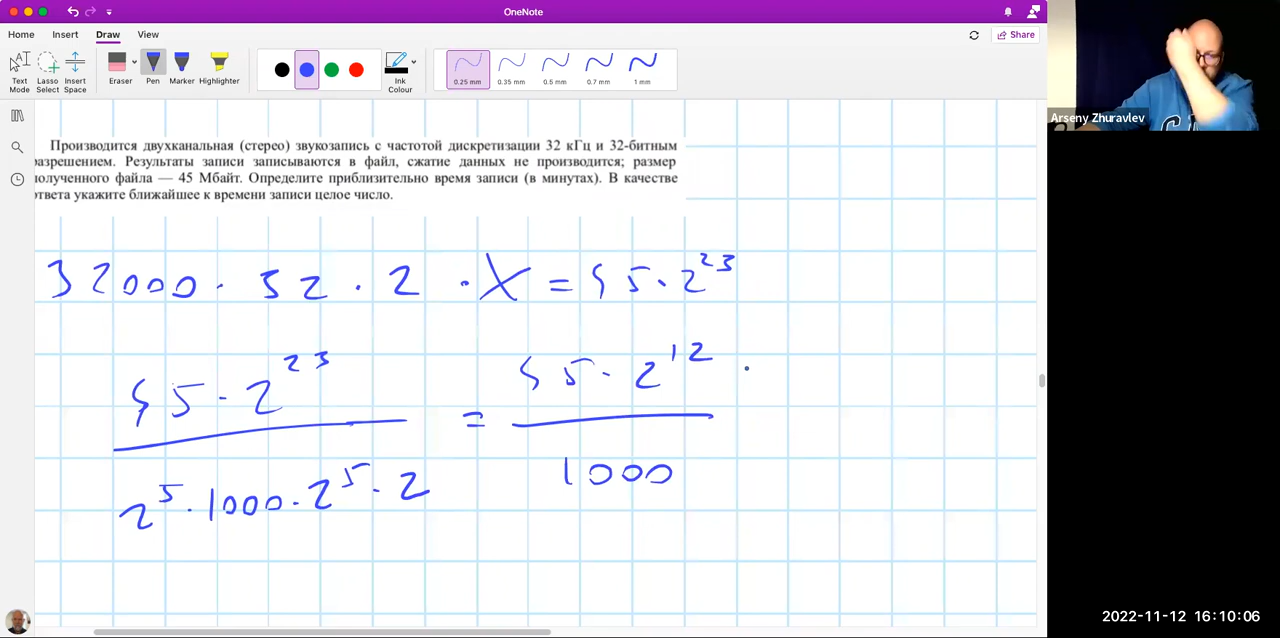 OneNote
Home Insert Draw View
Share
Text Mode
Lasso Select
Insert Space
Eraser
Pen
Marker
Highlighter
Ink Colour
0.25 mm
0.35 mm
0.5 mm
0.7 mm
1 mm
Arseny Zhuravlev
Производится двухканальная (стерео) звукозапись с частотой дискретизации 32 кГц и 32-битным
разрешением. Результаты записи записываются в файл, сжатие данных не производится; размер
полученного файла — 45 Мбайт. Определите приблизительно время записи (в минутах). В качестве
ответа укажите ближайшее к времени записи целое число.
32000 · 32 · 2 · X = 45 · 2^23
45 · 2^23 / 2^5 · 1000 · 2^5 · 2 = 45 · 2^12 / 1000 ·
2022-11-12 16:10:06